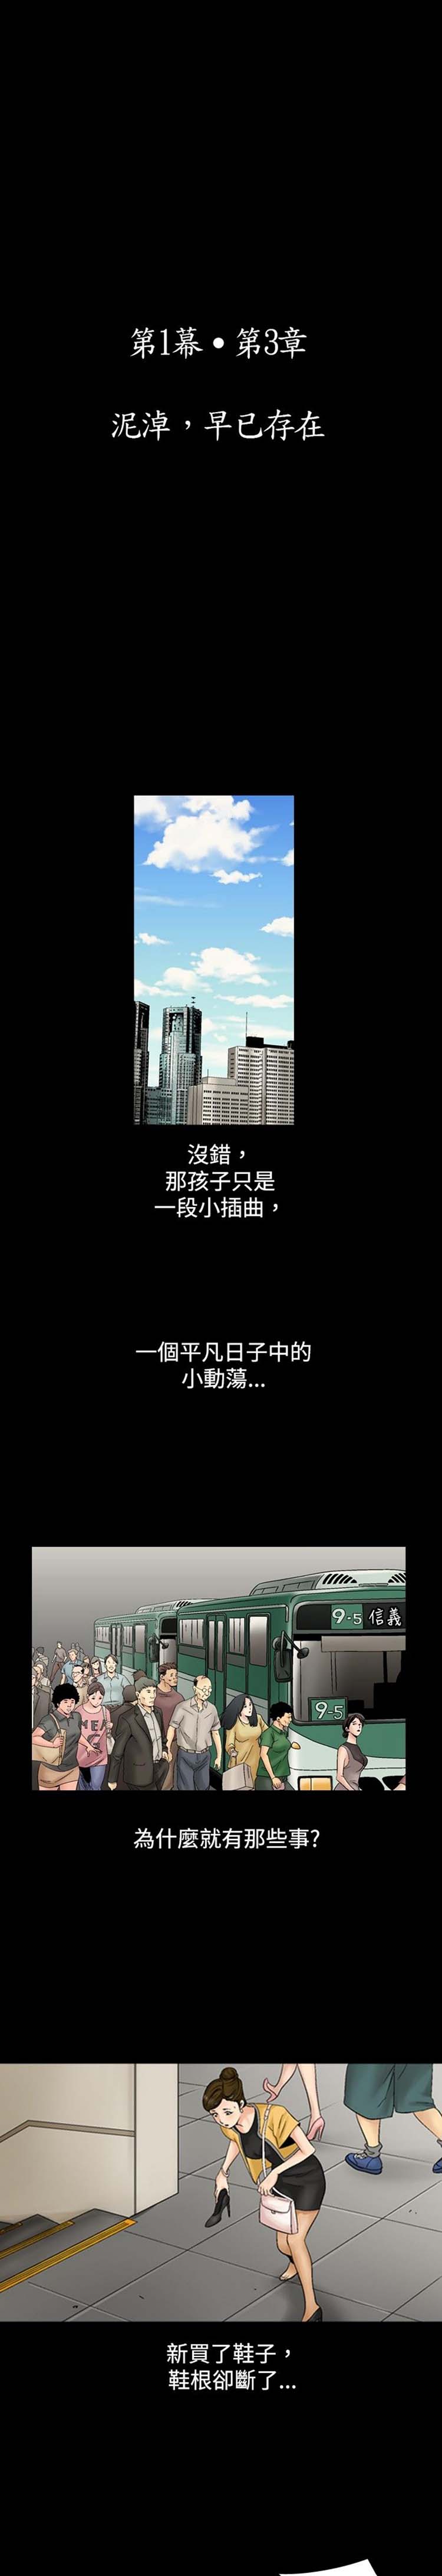 第1幕•第3章
泥淖，早已存在
沒錯，
那孩子只是
一段小插曲，
一個平凡日子中的
小動蕩...
9-5 信義
9-5
MEA
為什麼就有那些事?
新買了鞋子，
鞋根卻斷了...